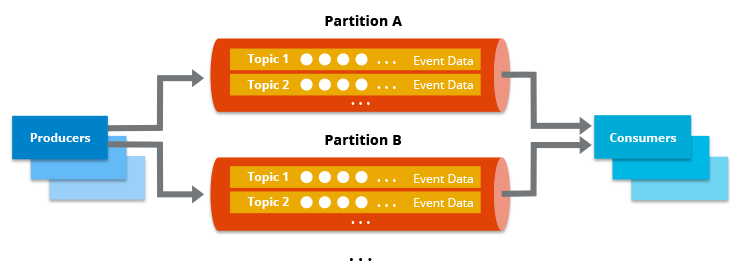 Partition A
Topic 1 ... Event Data
Topic 2 ... Event Data
...
Producers
Consumers
Partition B
Topic 1 ... Event Data
Topic 2 ... Event Data
...
...